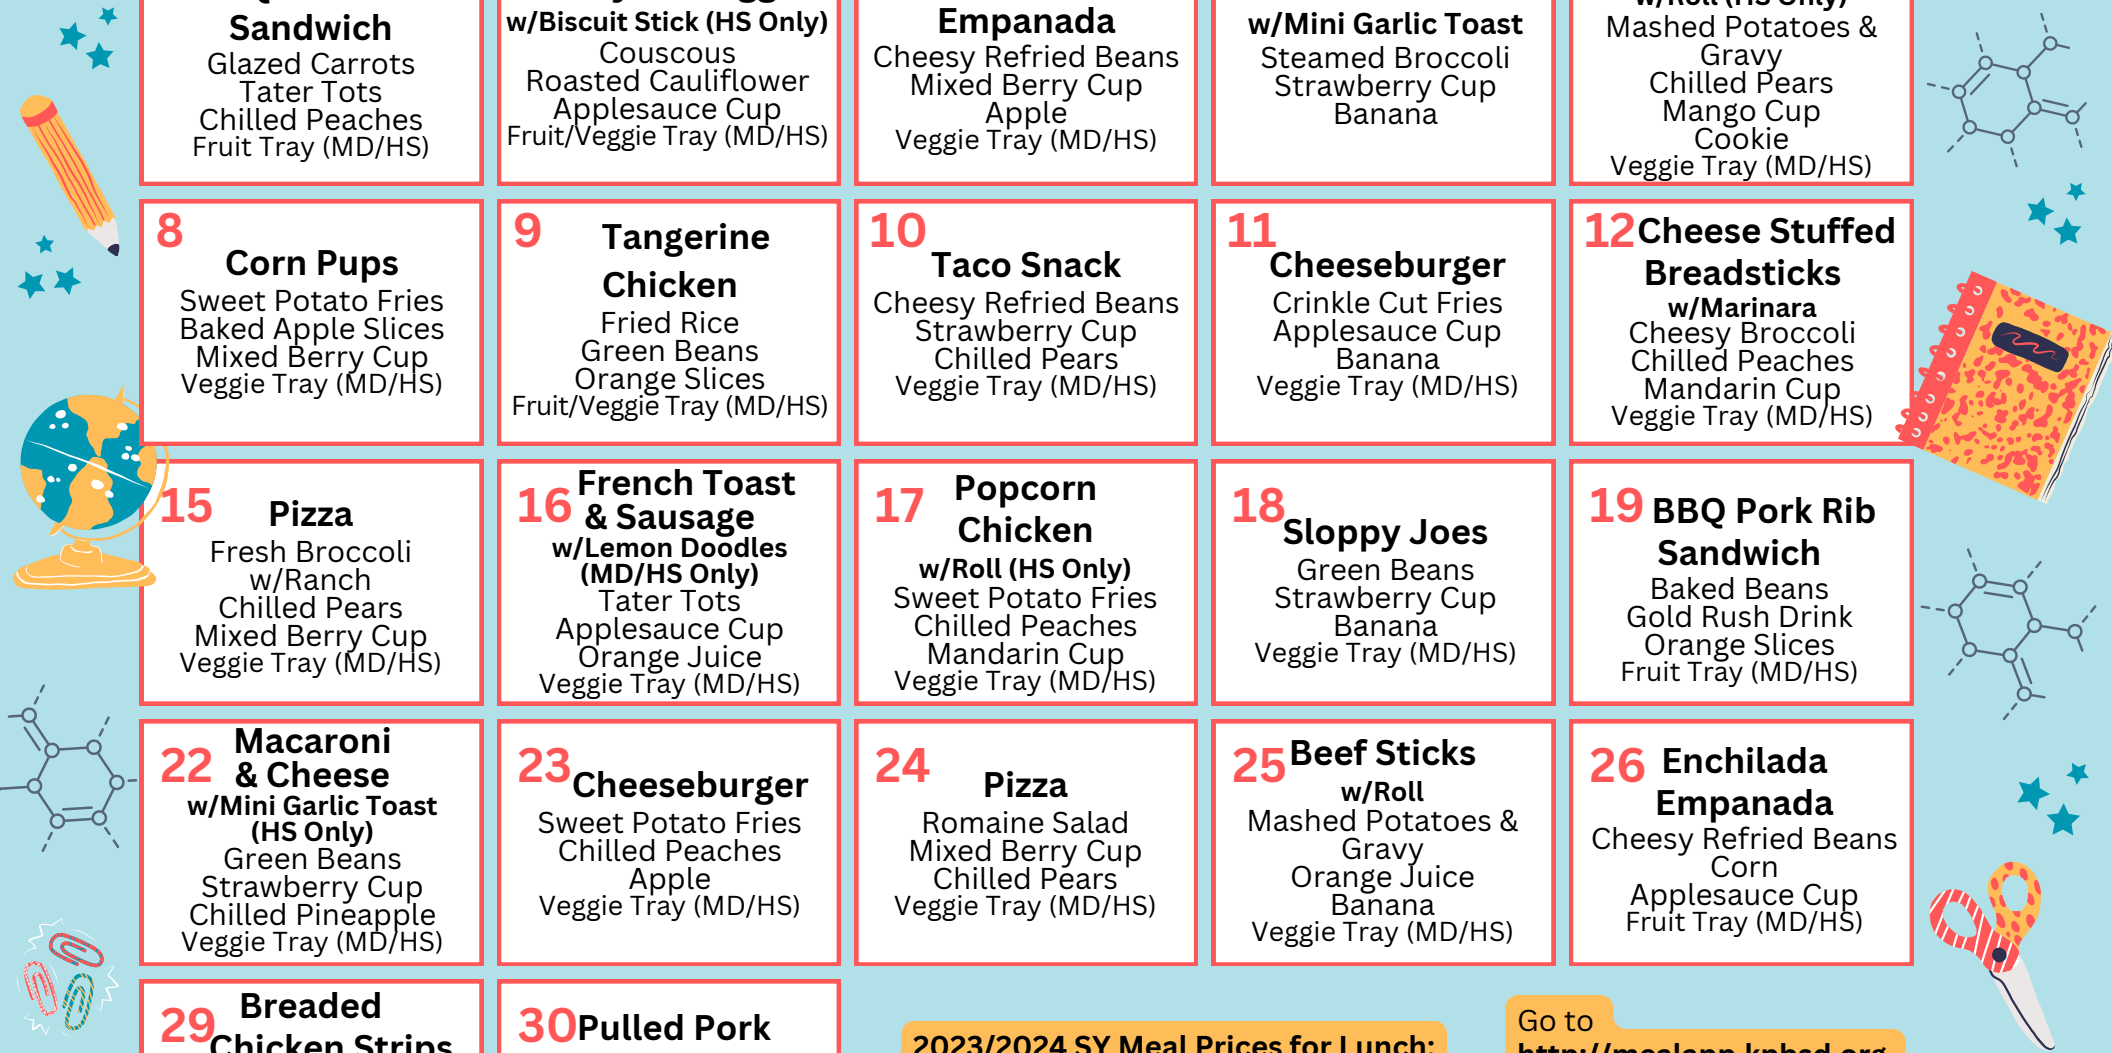 Sandwich
Glazed Carrots
Tater Tots
Chilled Peaches
Fruit Tray (MD/HS)
w/Biscuit Stick (HS Only)
Couscous
Roasted Cauliflower
Applesauce Cup
Fruit/Veggie Tray (MD/HS)
Empanada
Cheesy Refried Beans
Mixed Berry Cup
Apple
Veggie Tray (MD/HS)
w/Mini Garlic Toast
Steamed Broccoli
Strawberry Cup
Banana
w/Roll (HS Only)
Mashed Potatoes &
Gravy
Chilled Pears
Mango Cup
Cookie
Veggie Tray (MD/HS)
8
Corn Pups
Sweet Potato Fries
Baked Apple Slices
Mixed Berry Cup
Veggie Tray (MD/HS)
9 Tangerine
Chicken
Fried Rice
Green Beans
Orange Slices
Fruit/Veggie Tray (MD/HS)
10
Taco Snack
Cheesy Refried Beans
Strawberry Cup
Chilled Pears
Veggie Tray (MD/HS)
11
Cheeseburger
Crinkle Cut Fries
Applesauce Cup
Banana
Veggie Tray (MD/HS)
12 Cheese Stuffed
Breadsticks
w/Marinara
Cheesy Broccoli
Chilled Peaches
Mandarin Cup
Veggie Tray (MD/HS)
15 Pizza
Fresh Broccoli
w/Ranch
Chilled Pears
Mixed Berry Cup
Veggie Tray (MD/HS)
16 French Toast
& Sausage
w/Lemon Doodles
(MD/HS Only)
Tater Tots
Applesauce Cup
Orange Juice
Veggie Tray (MD/HS)
17 Popcorn
Chicken
w/Roll (HS Only)
Sweet Potato Fries
Chilled Peaches
Mandarin Cup
Veggie Tray (MD/HS)
18
Sloppy Joes
Green Beans
Strawberry Cup
Banana
Veggie Tray (MD/HS)
19 BBQ Pork Rib
Sandwich
Baked Beans
Gold Rush Drink
Orange Slices
Fruit Tray (MD/HS)
22 Macaroni
& Cheese
w/Mini Garlic Toast
(HS Only)
Green Beans
Strawberry Cup
Chilled Pineapple
Veggie Tray (MD/HS)
23 Cheeseburger
Sweet Potato Fries
Chilled Peaches
Apple
Veggie Tray (MD/HS)
24 Pizza
Romaine Salad
Mixed Berry Cup
Chilled Pears
Veggie Tray (MD/HS)
25 Beef Sticks
w/Roll
Mashed Potatoes &
Gravy
Orange Juice
Banana
Veggie Tray (MD/HS)
26 Enchilada
Empanada
Cheesy Refried Beans
Corn
Applesauce Cup
Fruit Tray (MD/HS)
29 Breaded
Chicken Strips
30 Pulled Pork
2023/2024 SY Meal Prices for Lunch:
Go to
http://mealapp.kpbsd.org